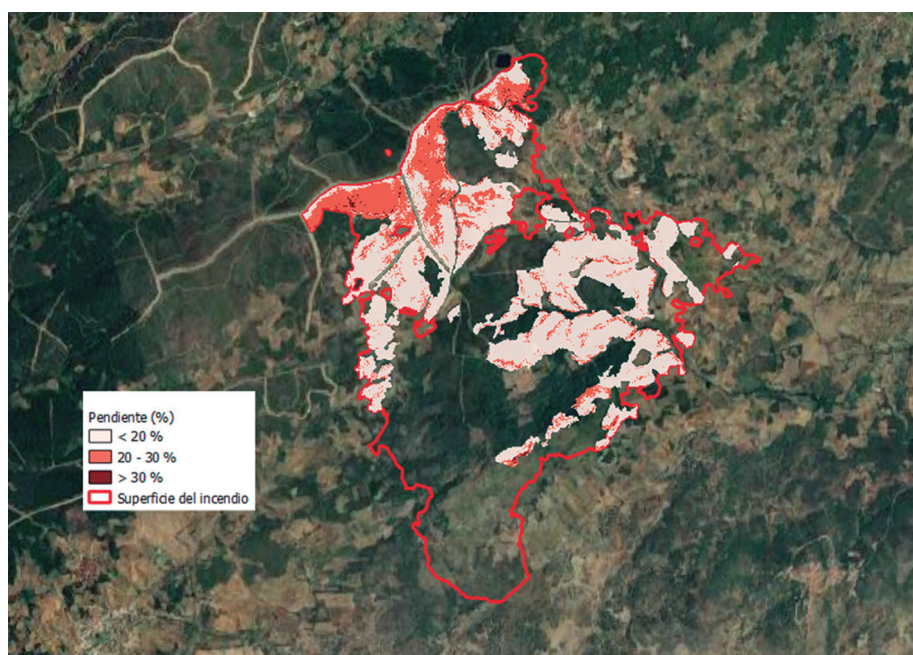 Pendiente (%)
< 20 %
20 - 30 %
> 30 %
Superficie del incendio